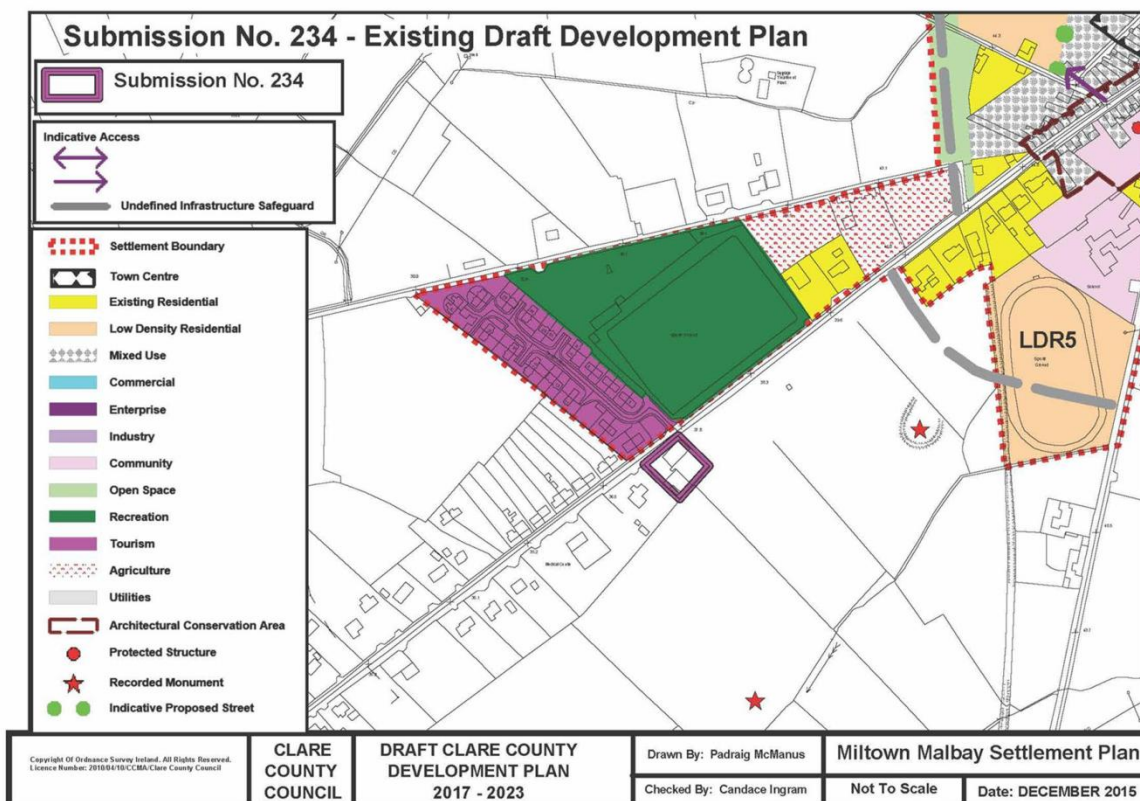 Submission No. 234 - Existing Draft Development Plan
Submission No. 234
Indicative Access
Undefined Infrastructure Safeguard
Settlement Boundary
Town Centre
Existing Residential
Low Density Residential
Mixed Use
Commercial
Enterprise
Industry
Community
Open Space
Recreation
Tourism
Agriculture
Utilities
Architectural Conservation Area
Protected Structure
Recorded Monument
Indicative Proposed Street
LDR5
Copyright Of Ordnance Survey Ireland. All Rights Reserved.
Licence Number: 2010/04/10/CCMA/Clare County Council
CLARE
COUNTY
COUNCIL
DRAFT CLARE COUNTY
DEVELOPMENT PLAN
2017 - 2023
Drawn By: Padraig McManus
Checked By: Candace Ingram
Miltown Malbay Settlement Plan
Not To Scale
Date: DECEMBER 2015